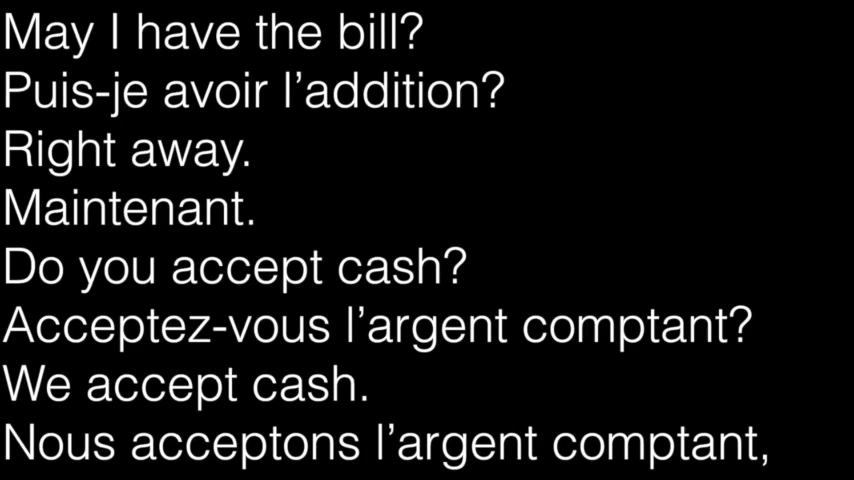 May I have the bill?
Puis-je avoir l’addition?
Right away.
Maintenant.
Do you accept cash?
Acceptez-vous l’argent comptant?
We accept cash.
Nous acceptons l’argent comptant,